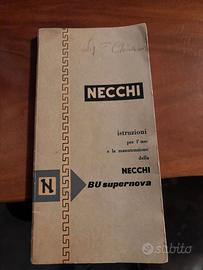 NECCHI
istruzioni
per l'uso
e la manutenzione
della
NECCHI
N
BU supernova
subito